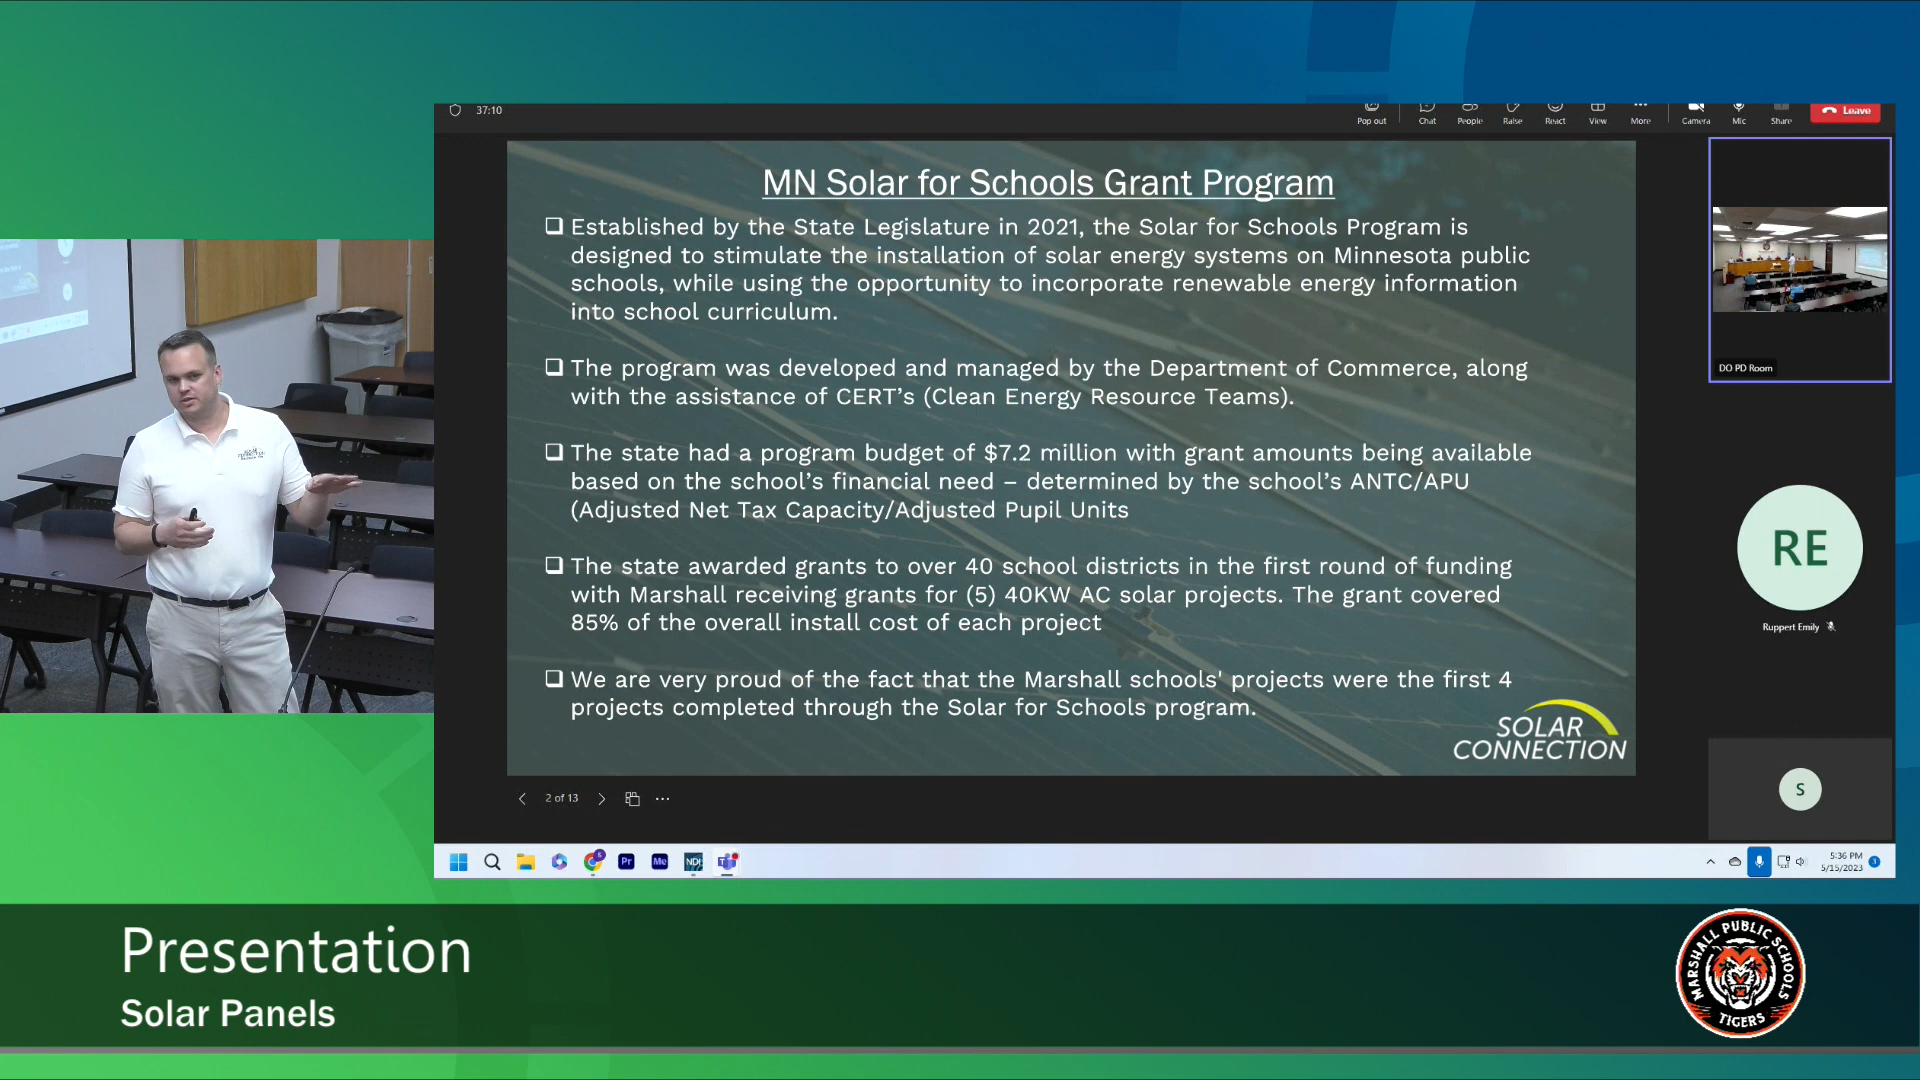 37:10
Pop out
Chat
People
Raise
React
View
More
Camera
Mic
Share
Leave
MN Solar for Schools Grant Program
Established by the State Legislature in 2021, the Solar for Schools Program is
designed to stimulate the installation of solar energy systems on Minnesota public
schools, while using the opportunity to incorporate renewable energy information
into school curriculum.
The program was developed and managed by the Department of Commerce, along
with the assistance of CERT's (Clean Energy Resource Teams).
The state had a program budget of $7.2 million with grant amounts being available
based on the school's financial need – determined by the school's ANTC/APU
(Adjusted Net Tax Capacity/Adjusted Pupil Units
The state awarded grants to over 40 school districts in the first round of funding
with Marshall receiving grants for (5) 40KW AC solar projects. The grant covered
85% of the overall install cost of each project
We are very proud of the fact that the Marshall schools' projects were the first 4
projects completed through the Solar for Schools program.
SOLAR
CONNECTION
DO PD Room
RE
Ruppert Emily
S
2 of 13
Pr
Me
NDI
5:36 PM
5/15/2023
Presentation
Solar Panels
MARSHALL PUBLIC SCHOOLS
TIGERS